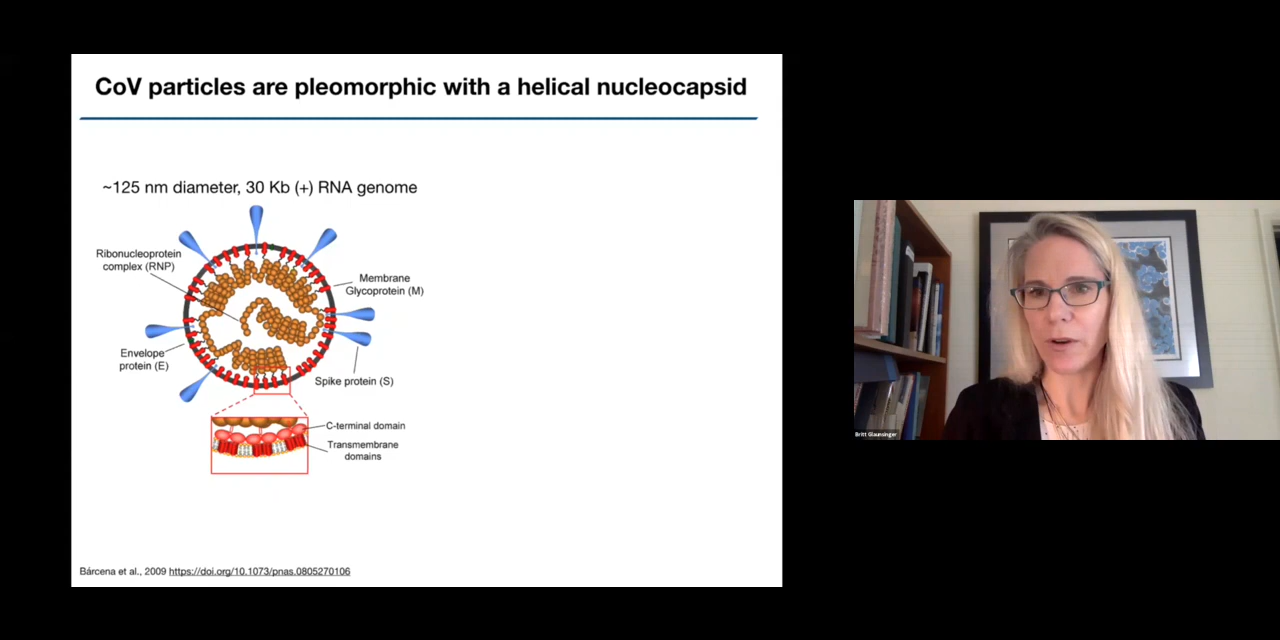 CoV particles are pleomorphic with a helical nucleocapsid
~125 nm diameter, 30 Kb (+) RNA genome
Ribonucleoprotein
complex (RNP)
Membrane
Glycoprotein (M)
Envelope
protein (E)
Spike protein (S)
C-terminal domain
Transmembrane
domains
Bárcena et al., 2009 https://doi.org/10.1073/pnas.0805270106
Britt Glaunsinger